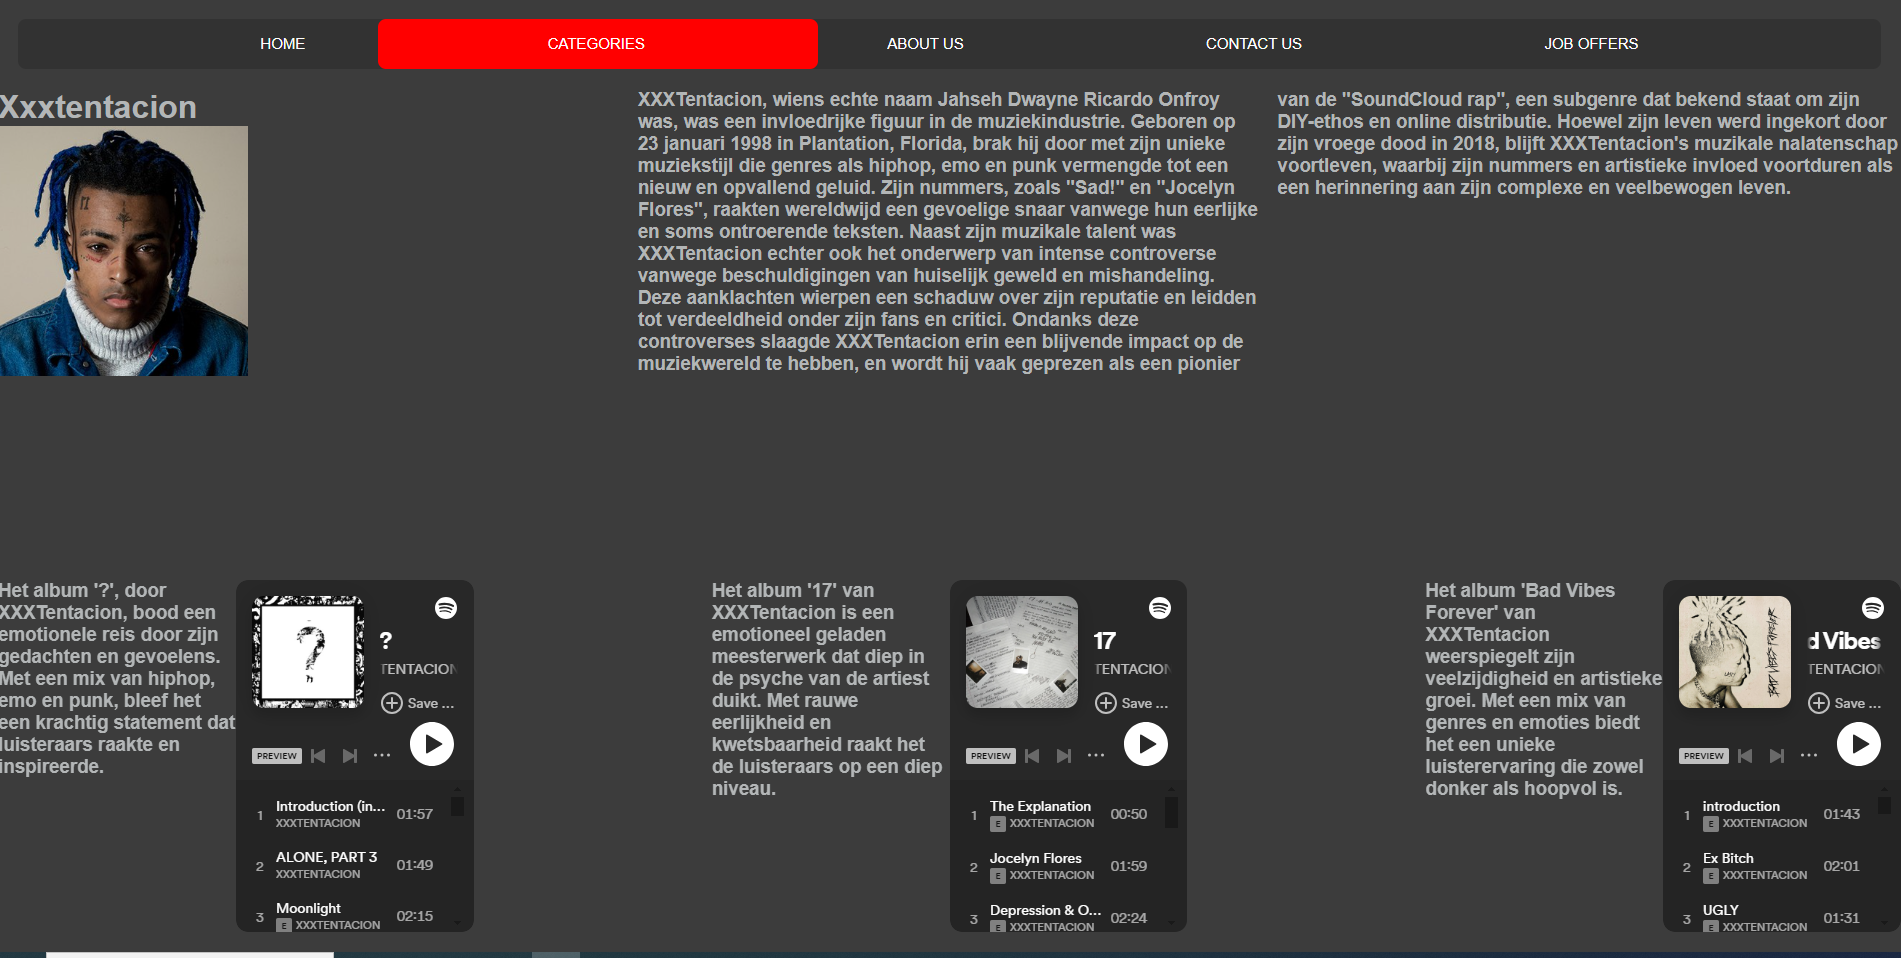 HOME
CATEGORIES
ABOUT US
CONTACT US
JOB OFFERS
Xxxtentacion
XXXTentacion, wiens echte naam Jahseh Dwayne Ricardo Onfroy
was, was een invloedrijke figuur in de muziekindustrie. Geboren op
23 januari 1998 in Plantation, Florida, brak hij door met zijn unieke
muziekstijl die genres als hiphop, emo en punk vermengde tot een
nieuw en opvallend geluid. Zijn nummers, zoals "Sad!" en "Jocelyn
Flores", raakten wereldwijd een gevoelige snaar vanwege hun eerlijke
en soms ontroerende teksten. Naast zijn muzikale talent was
XXXTentacion echter ook het onderwerp van intense controverse
vanwege beschuldigingen van huiselijk geweld en mishandeling.
Deze aanklachten wierpen een schaduw over zijn reputatie en leidden
tot verdeeldheid onder zijn fans en critici. Ondanks deze
controverses slaagde XXXTentacion erin een blijvende impact op de
muziekwereld te hebben, en wordt hij vaak geprezen als een pionier
van de "SoundCloud rap", een subgenre dat bekend staat om zijn
DIY-ethos en online distributie. Hoewel zijn leven werd ingekort door
zijn vroege dood in 2018, blijft XXXTentacion's muzikale nalatenschap
voortleven, waarbij zijn nummers en artistieke invloed voortduren als
een herinnering aan zijn complexe en veelbewogen leven.
Het album '?', door
XXXTentacion, bood een
emotionele reis door zijn
gedachten en gevoelens.
Met een mix van hiphop,
emo en punk, bleef het
een krachtig statement dat
luisteraars raakte en
inspireerde.
?
?
TENTACION
Save ...
PREVIEW
1 Introduction (in... 01:57
XXXTENTACION
2 ALONE, PART 3 01:49
XXXTENTACION
3 Moonlight 02:15
E XXXTENTACION
Het album '17' van
XXXTentacion is een
emotioneel geladen
meesterwerk dat diep in
de psyche van de artiest
duikt. Met rauwe
eerlijkheid en
kwetsbaarheid raakt het
de luisteraars op een diep
niveau.
17
TENTACION
Save ...
PREVIEW
1 The Explanation 00:50
E XXXTENTACION
2 Jocelyn Flores 01:59
E XXXTENTACION
3 Depression & O... 02:24
E XXXTENTACION
Het album 'Bad Vibes
Forever' van
XXXTentacion
weerspiegelt zijn
veelzijdigheid en artistieke
groei. Met een mix van
genres en emoties biedt
het een unieke
luisterervaring die zowel
donker als hoopvol is.
d Vibes
TENTACION
Save ...
PREVIEW
1 introduction 01:43
E XXXTENTACION
2 Ex Bitch 02:01
E XXXTENTACION
3 UGLY 01:31
E XXXTENTACION